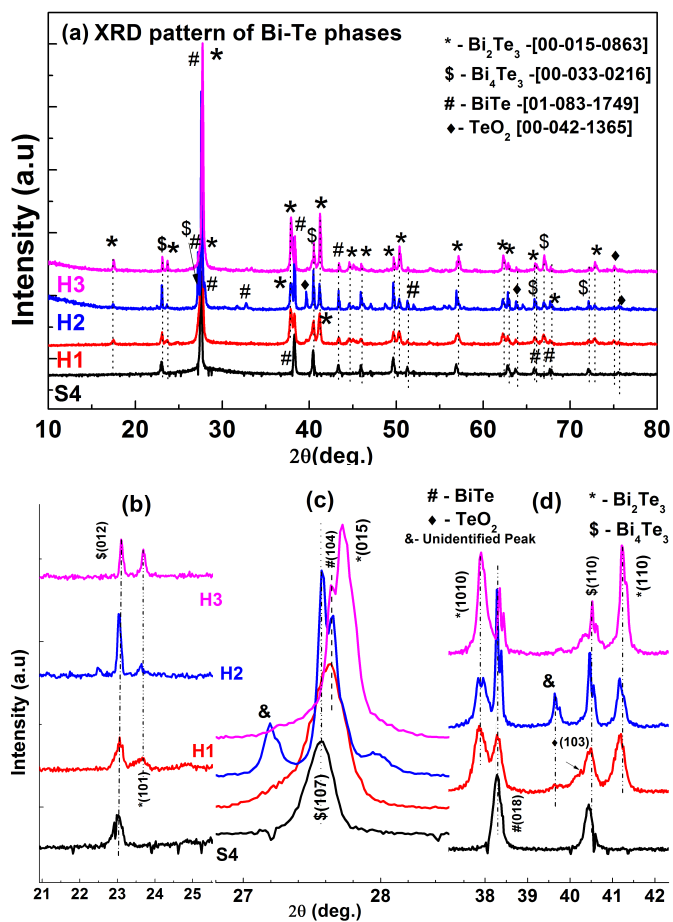 (a) XRD pattern of Bi-Te phases
* - Bi2Te3 -[00-015-0863]
$ - Bi4Te3 -[00-033-0216]
# - BiTe -[01-083-1749]
♦- TeO2 [00-042-1365]
Intensity (a.u)
# *
* $ * $ # * * # $ * # * * * * * * * $ * ♦
H3
* ♦ # ♦ $ * $ ♦
H2
# *
H1
# # #
S4
10 20 30 40 50 60 70 80
2θ(deg.)
(b) (c) (d)
# - BiTe
♦ - TeO2
&- Unidentified Peak
* - Bi2Te3
$ - Bi4Te3
Intensity (a.u)
$(012)
*(101)
H3
H2
H1
S4
&
#(104)
*(015)
$(107)
*(1010)
$(110)
*(110)
&
♦(103)
#(018)
21 22 23 24 25
27 28
38 39 40 41 42
2θ (deg.)